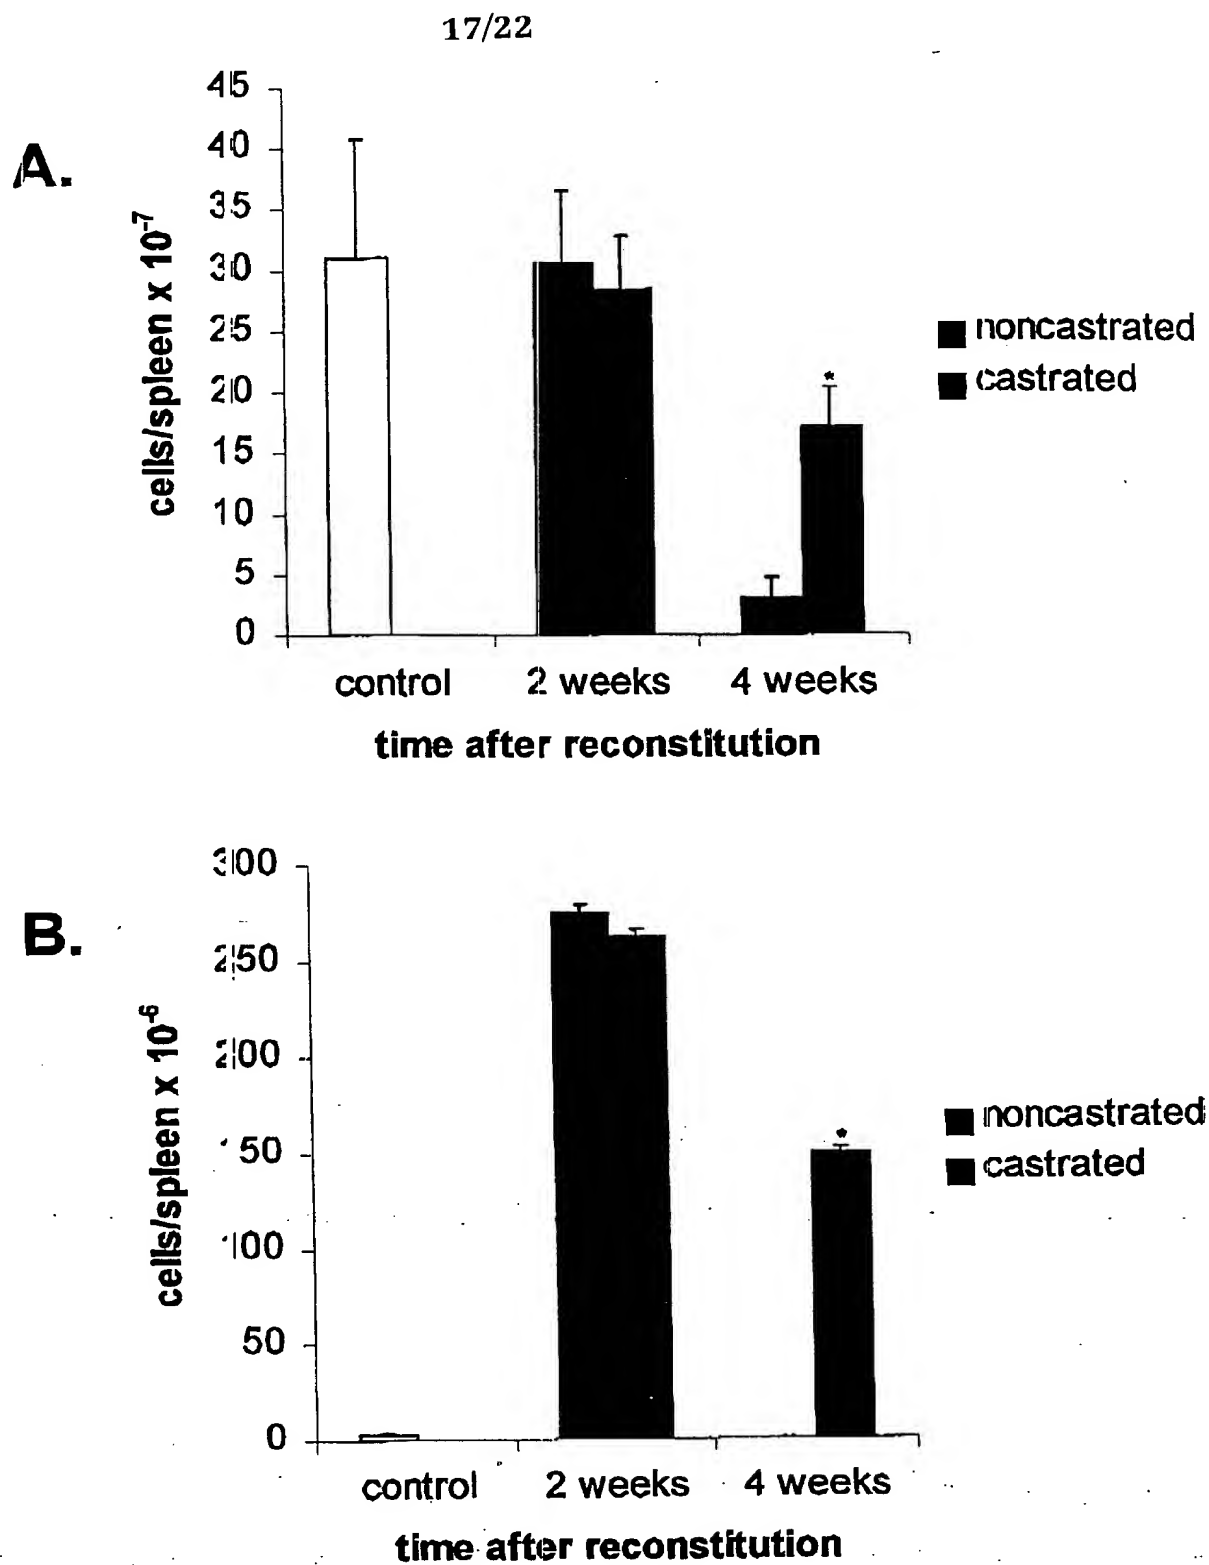 17/22
A.
45
40
35
30
25
20
15
10
5
0
cells/spleen x 10⁻⁷
*
noncastrated
castrated
control 2 weeks 4 weeks
time after reconstitution
B.
300
250
200
150
100
50
0
cells/spleen x 10⁻⁶
*
noncastrated
castrated
control 2 weeks 4 weeks
time after reconstitution